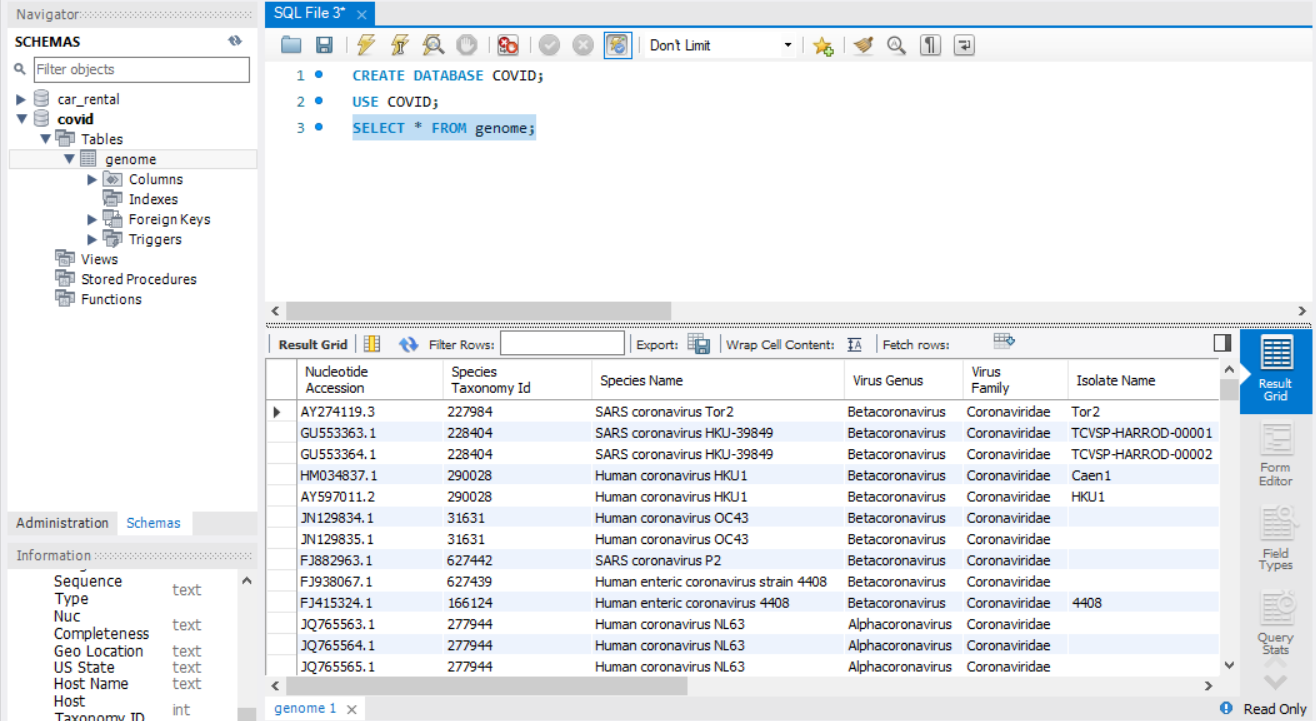 Navigator
SCHEMAS
Filter objects
car_rental
covid
Tables
genome
Columns
Indexes
Foreign Keys
Triggers
Views
Stored Procedures
Functions
Administration Schemas
Information
Sequence
Type text
Nuc
Completeness text
Geo Location text
US State text
Host Name text
Host
Taxonomy ID int
SQL File 3*
Don't Limit
1 CREATE DATABASE COVID;
2 USE COVID;
3 SELECT * FROM genome;
Result Grid Filter Rows: Export: Wrap Cell Content: Fetch rows:
Nucleotide Accession Species Taxonomy Id Species Name Virus Genus Virus Family Isolate Name
AY274119.3 227984 SARS coronavirus Tor2 Betacoronavirus Coronaviridae Tor2
GU553363.1 228404 SARS coronavirus HKU-39849 Betacoronavirus Coronaviridae TCVSP-HARROD-00001
GU553364.1 228404 SARS coronavirus HKU-39849 Betacoronavirus Coronaviridae TCVSP-HARROD-00002
HM034837.1 290028 Human coronavirus HKU1 Betacoronavirus Coronaviridae Caen1
AY597011.2 290028 Human coronavirus HKU1 Betacoronavirus Coronaviridae HKU1
JN129834.1 31631 Human coronavirus OC43 Betacoronavirus Coronaviridae
JN129835.1 31631 Human coronavirus OC43 Betacoronavirus Coronaviridae
FJ882963.1 627442 SARS coronavirus P2 Betacoronavirus Coronaviridae
FJ938067.1 627439 Human enteric coronavirus strain 4408 Betacoronavirus Coronaviridae
FJ415324.1 166124 Human enteric coronavirus 4408 Betacoronavirus Coronaviridae 4408
JQ765563.1 277944 Human coronavirus NL63 Alphacoronavirus Coronaviridae
JQ765564.1 277944 Human coronavirus NL63 Alphacoronavirus Coronaviridae
JQ765565.1 277944 Human coronavirus NL63 Alphacoronavirus Coronaviridae
Result
Grid
Form
Editor
Field
Types
Query
Stats
genome 1
Read Only